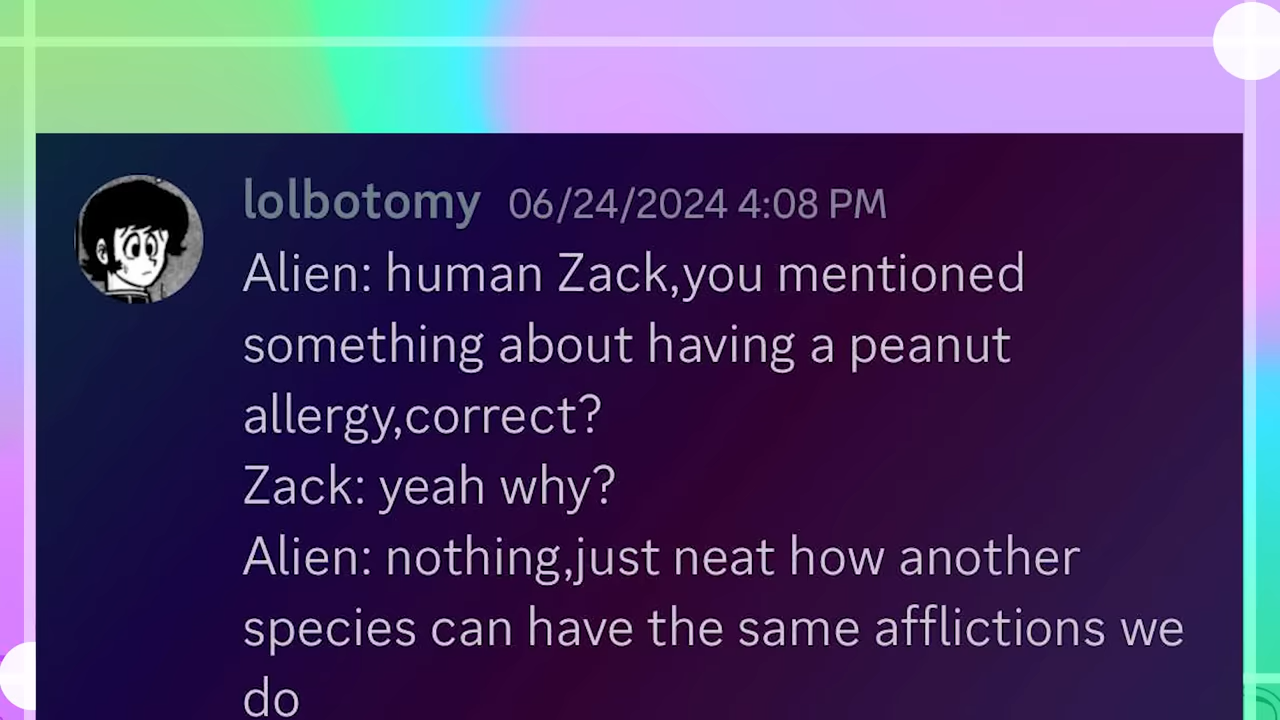 lolbotomy 06/24/2024 4:08 PM
Alien: human Zack,you mentioned
something about having a peanut
allergy,correct?
Zack: yeah why?
Alien: nothing,just neat how another
species can have the same afflictions we
do